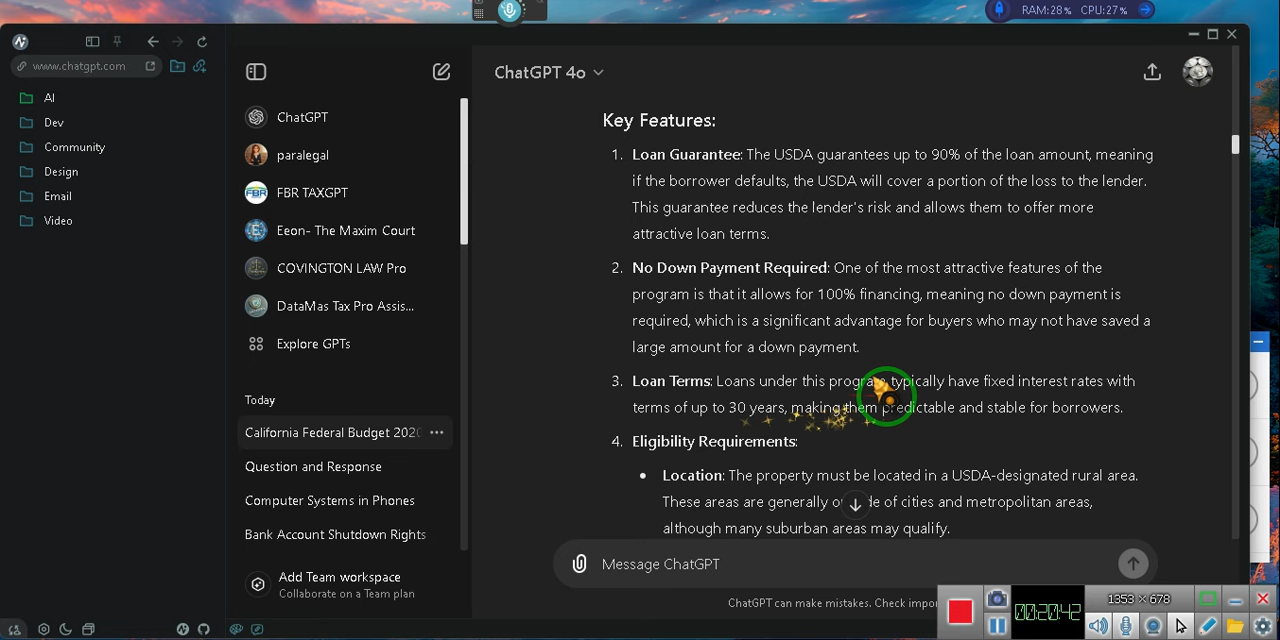 RAM:28% CPU:27%
www.chatgpt.com
AI
Dev
Community
Design
Email
Video
ChatGPT
paralegal
FBR TAXGPT
Eeon- The Maxim Court
COVINGTON LAW Pro
DataMas Tax Pro Assis...
Explore GPTs
Today
California Federal Budget 202
Question and Response
Computer Systems in Phones
Bank Account Shutdown Rights
Add Team workspace
Collaborate on a Team plan
ChatGPT 4o
Key Features:
1. Loan Guarantee: The USDA guarantees up to 90% of the loan amount, meaning
if the borrower defaults, the USDA will cover a portion of the loss to the lender.
This guarantee reduces the lender's risk and allows them to offer more
attractive loan terms.
2. No Down Payment Required: One of the most attractive features of the
program is that it allows for 100% financing, meaning no down payment is
required, which is a significant advantage for buyers who may not have saved a
large amount for a down payment.
3. Loan Terms: Loans under this program typically have fixed interest rates with
terms of up to 30 years, making them predictable and stable for borrowers.
4. Eligibility Requirements:
• Location: The property must be located in a USDA-designated rural area.
These areas are generally outside of cities and metropolitan areas,
although many suburban areas may qualify.
Message ChatGPT
ChatGPT can make mistakes. Check impor
1353 × 678
00:20:42